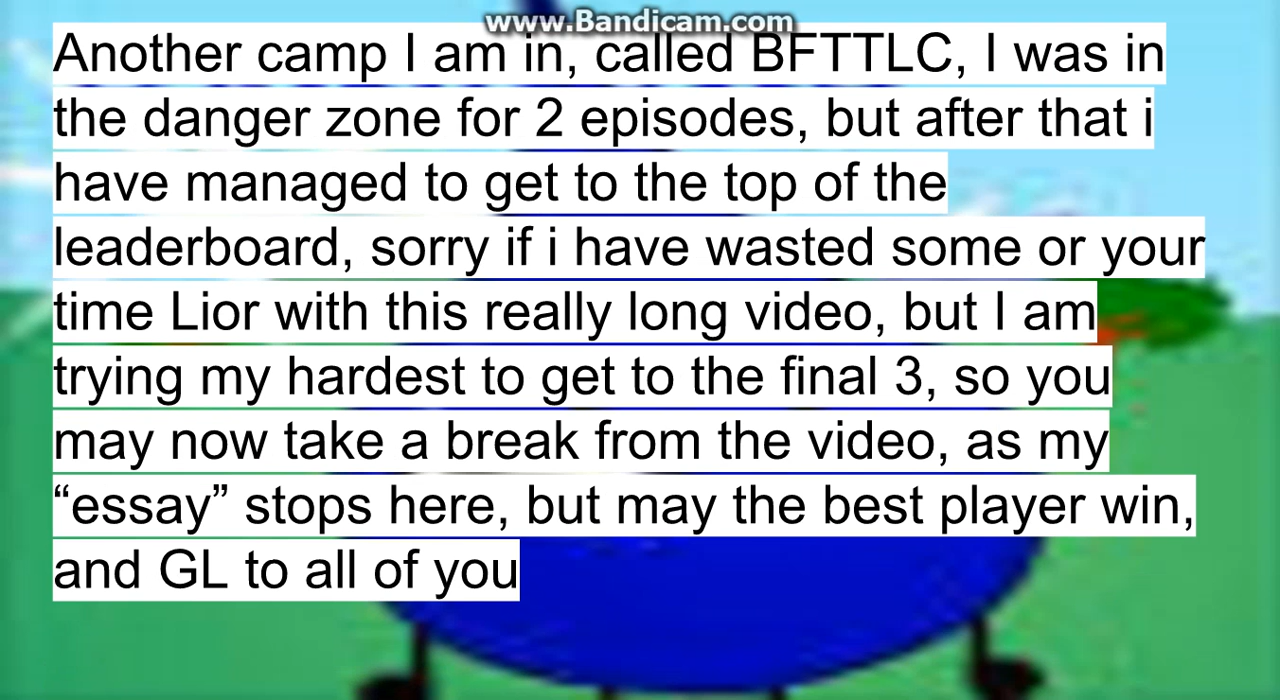 www.Bandicam.com
Another camp I am in, called BFTTLC, I was in
the danger zone for 2 episodes, but after that i
have managed to get to the top of the
leaderboard, sorry if i have wasted some or your
time Lior with this really long video, but I am
trying my hardest to get to the final 3, so you
may now take a break from the video, as my
“essay” stops here, but may the best player win,
and GL to all of you